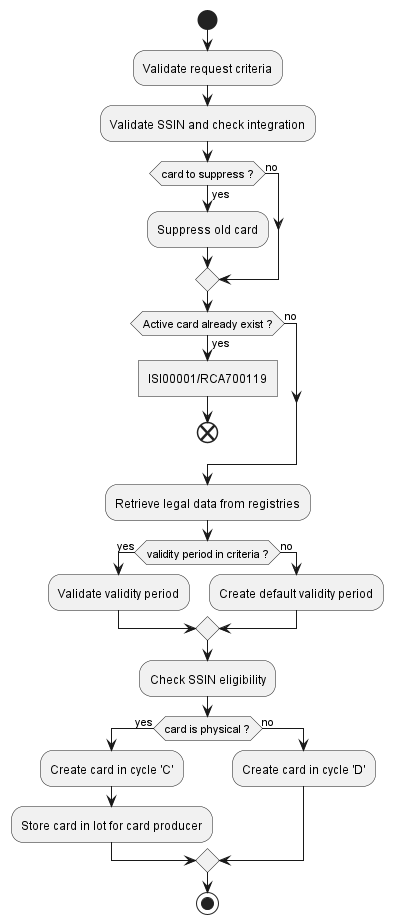 Validate request criteria
Validate SSIN and check integration
card to suppress ?
no
yes
Suppress old card
Active card already exist ?
no
yes
ISI00001/RCA700119
Retrieve legal data from registries
yes
validity period in criteria ?
no
Validate validity period
Create default validity period
Check SSIN eligibility
yes
card is physical ?
no
Create card in cycle 'C'
Create card in cycle 'D'
Store card in lot for card producer